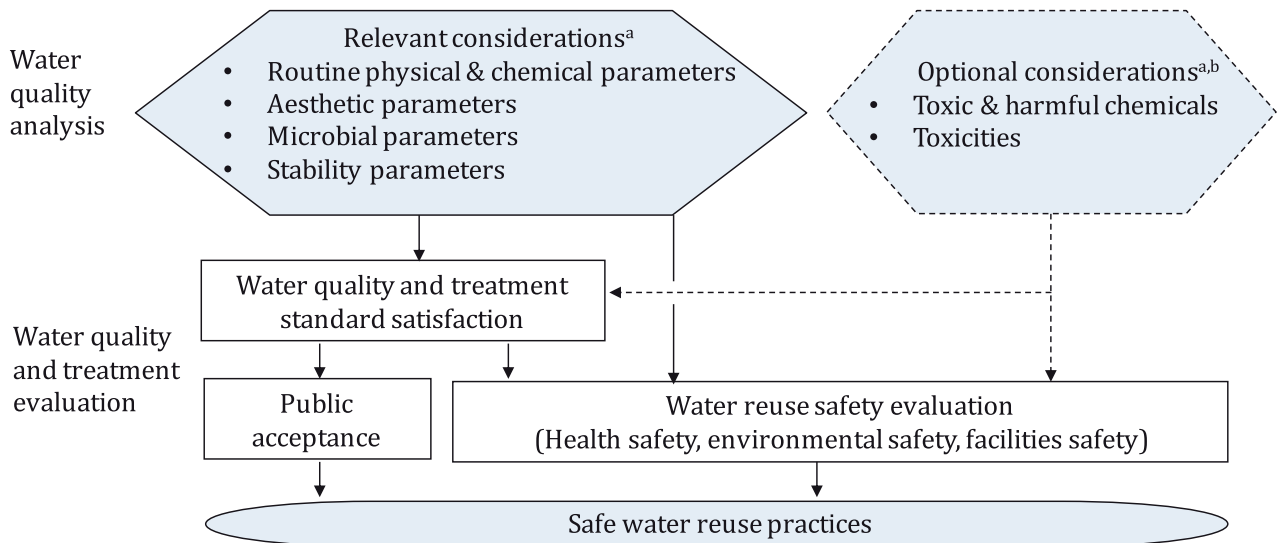 Water
quality
analysis
Relevant considerationsᵃ
• Routine physical & chemical parameters
• Aesthetic parameters
• Microbial parameters
• Stability parameters
Optional considerationsᵃ,ᵇ
• Toxic & harmful chemicals
• Toxicities
Water quality and treatment
standard satisfaction
Water quality
and treatment
evaluation
Public
acceptance
Water reuse safety evaluation
(Health safety, environmental safety, facilities safety)
Safe water reuse practices